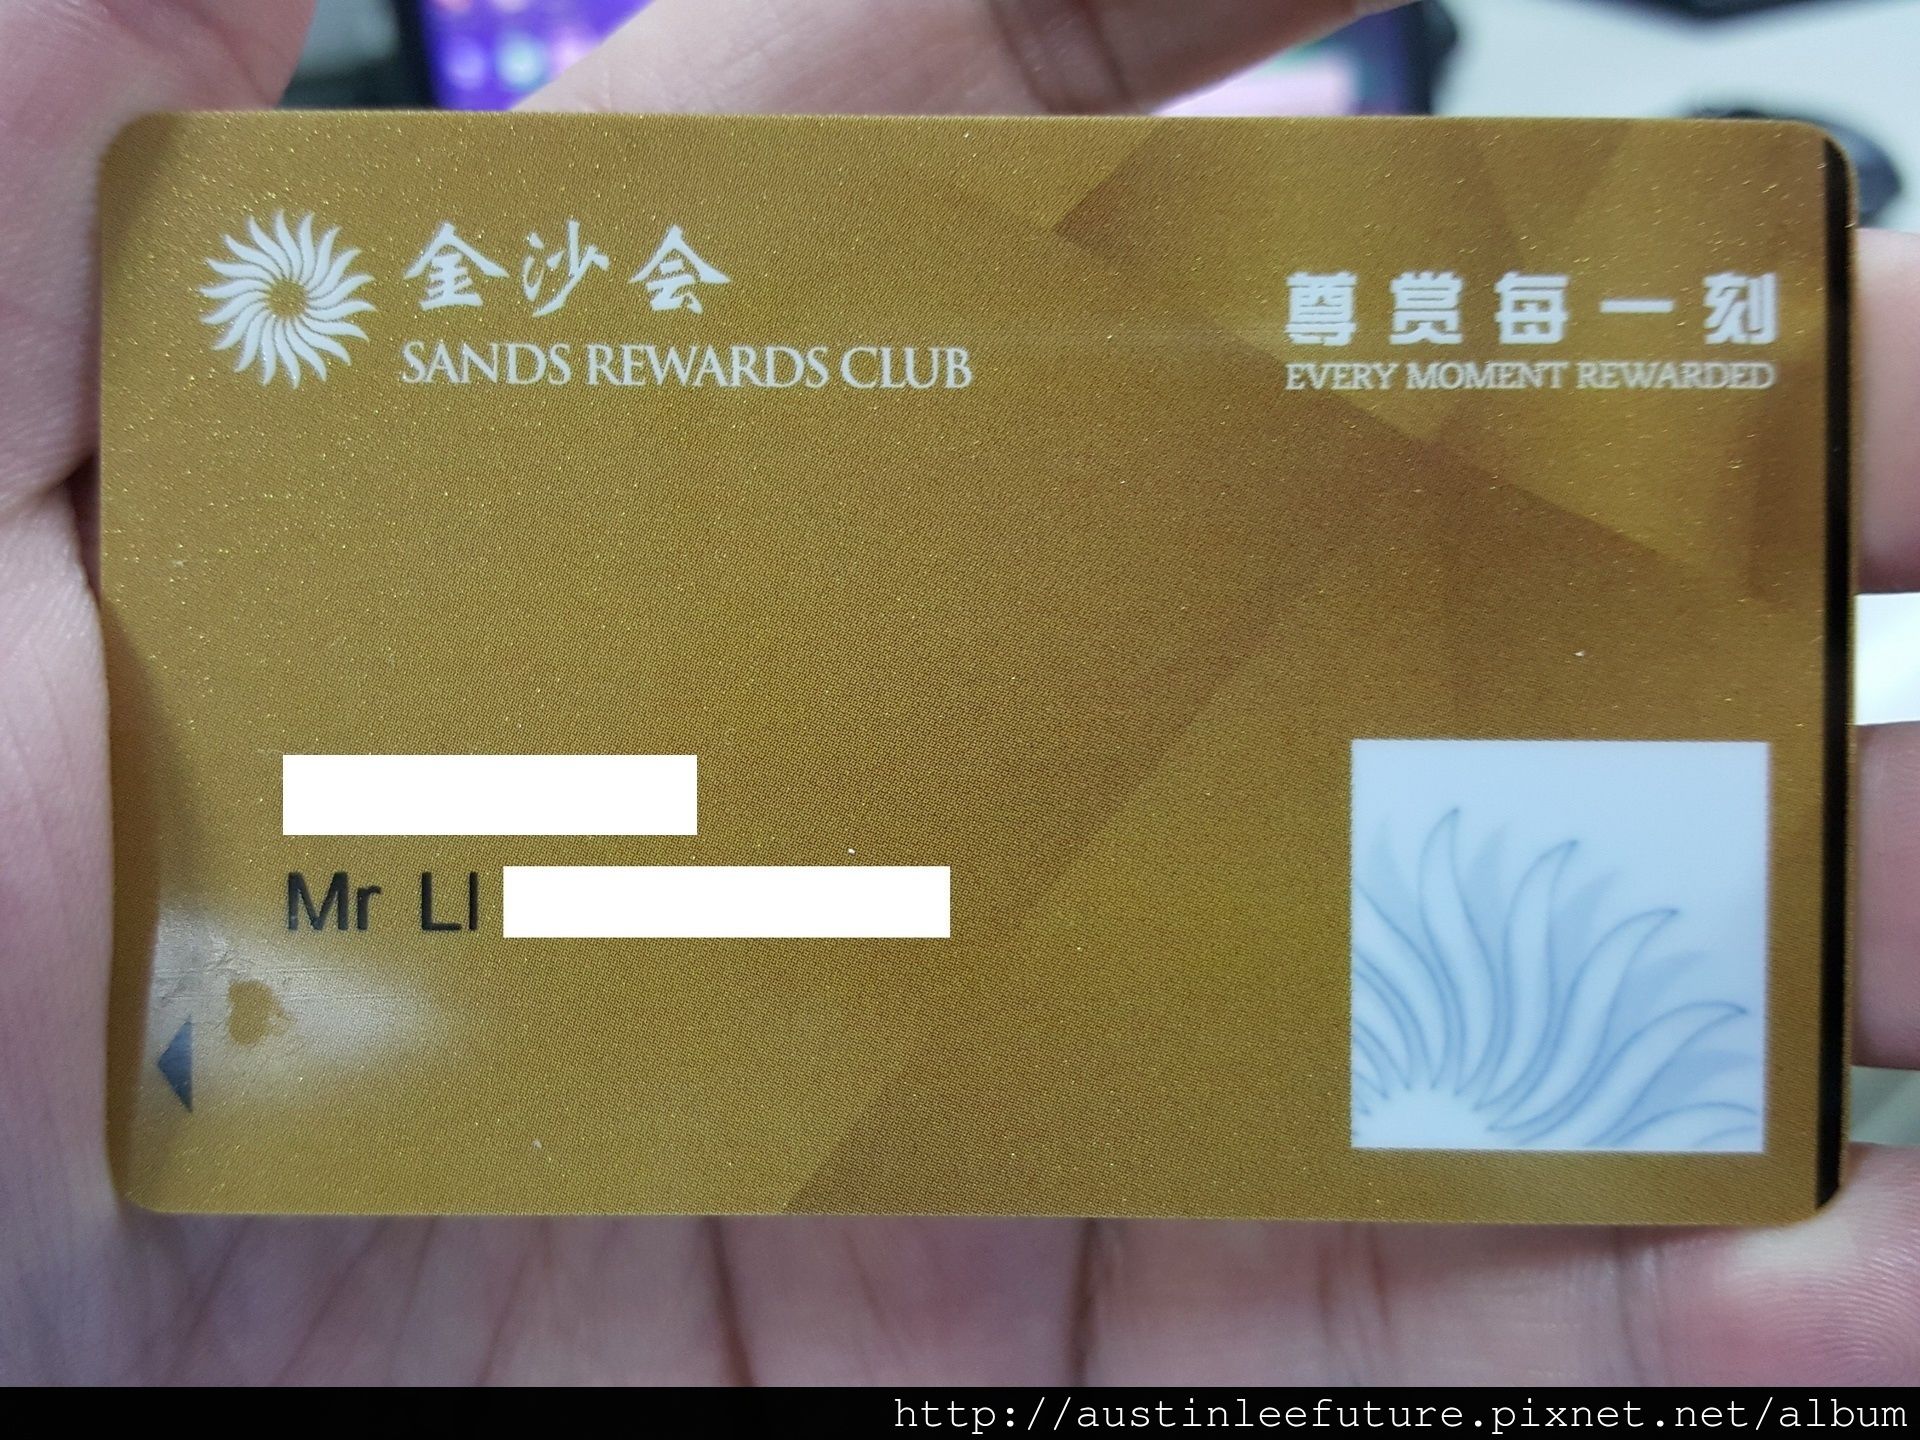 金沙会
SANDS REWARDS CLUB
尊赏每一刻
EVERY MOMENT REWARDED
Mr LI
http://austinleefuture.pixnet.net/album